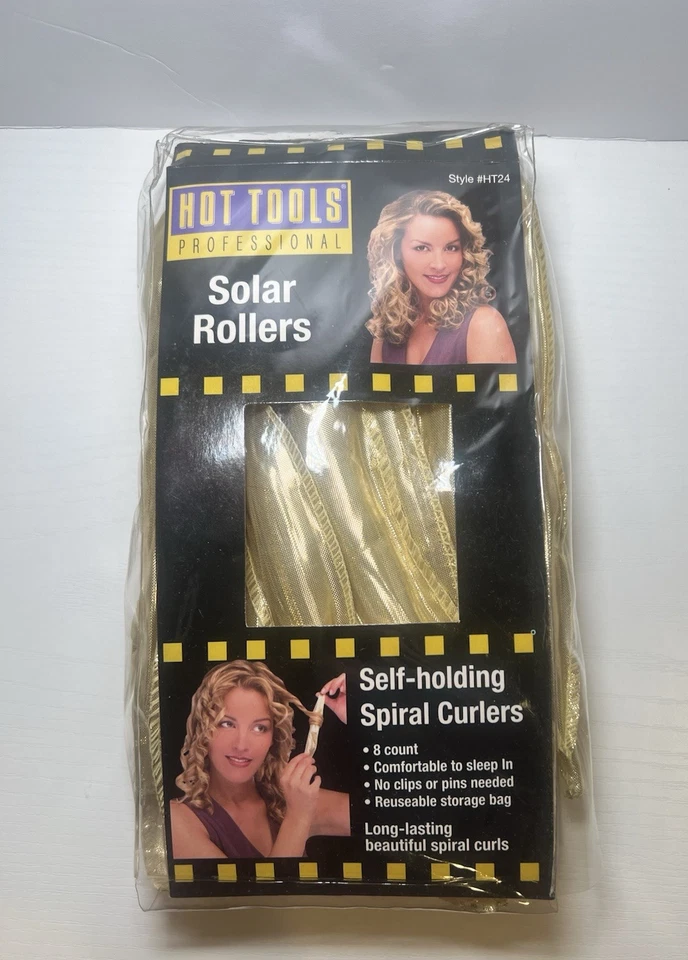 Style #HT24
HOT TOOLS®
PROFESSIONAL
Solar
Rollers
Self-holding
Spiral Curlers
• 8 count
• Comfortable to sleep In
• No clips or pins needed
• Reuseable storage bag
Long-lasting
beautiful spiral curls